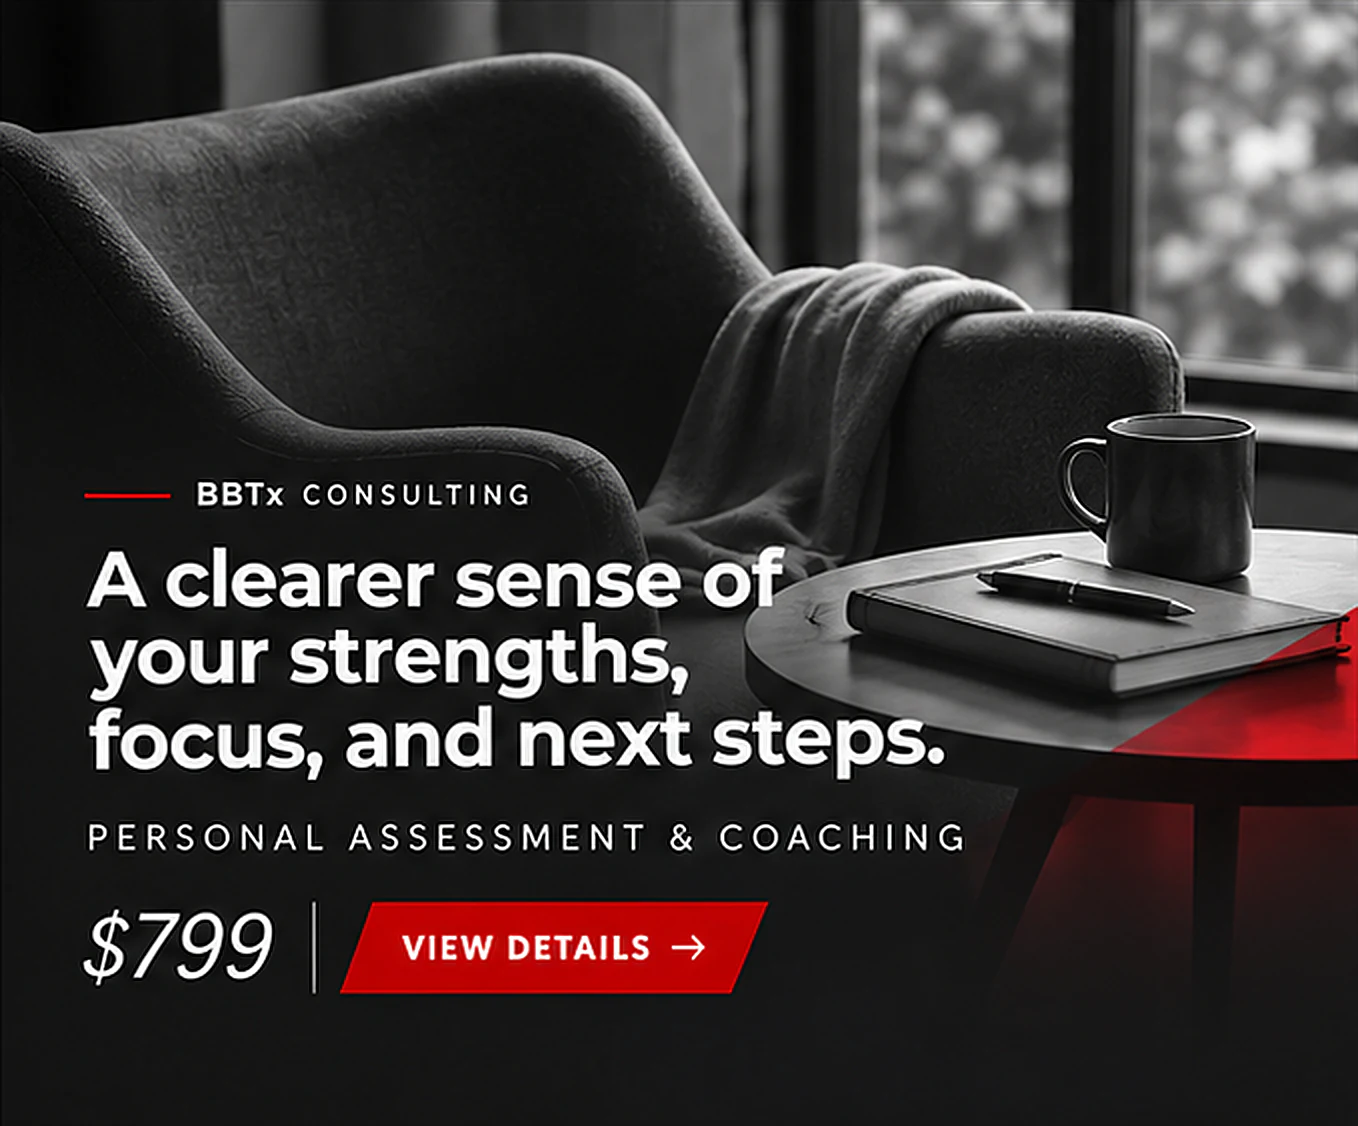 BBTx CONSULTING
A clearer sense of
your strengths,
focus, and next steps.
PERSONAL ASSESSMENT & COACHING
$799
VIEW DETAILS →